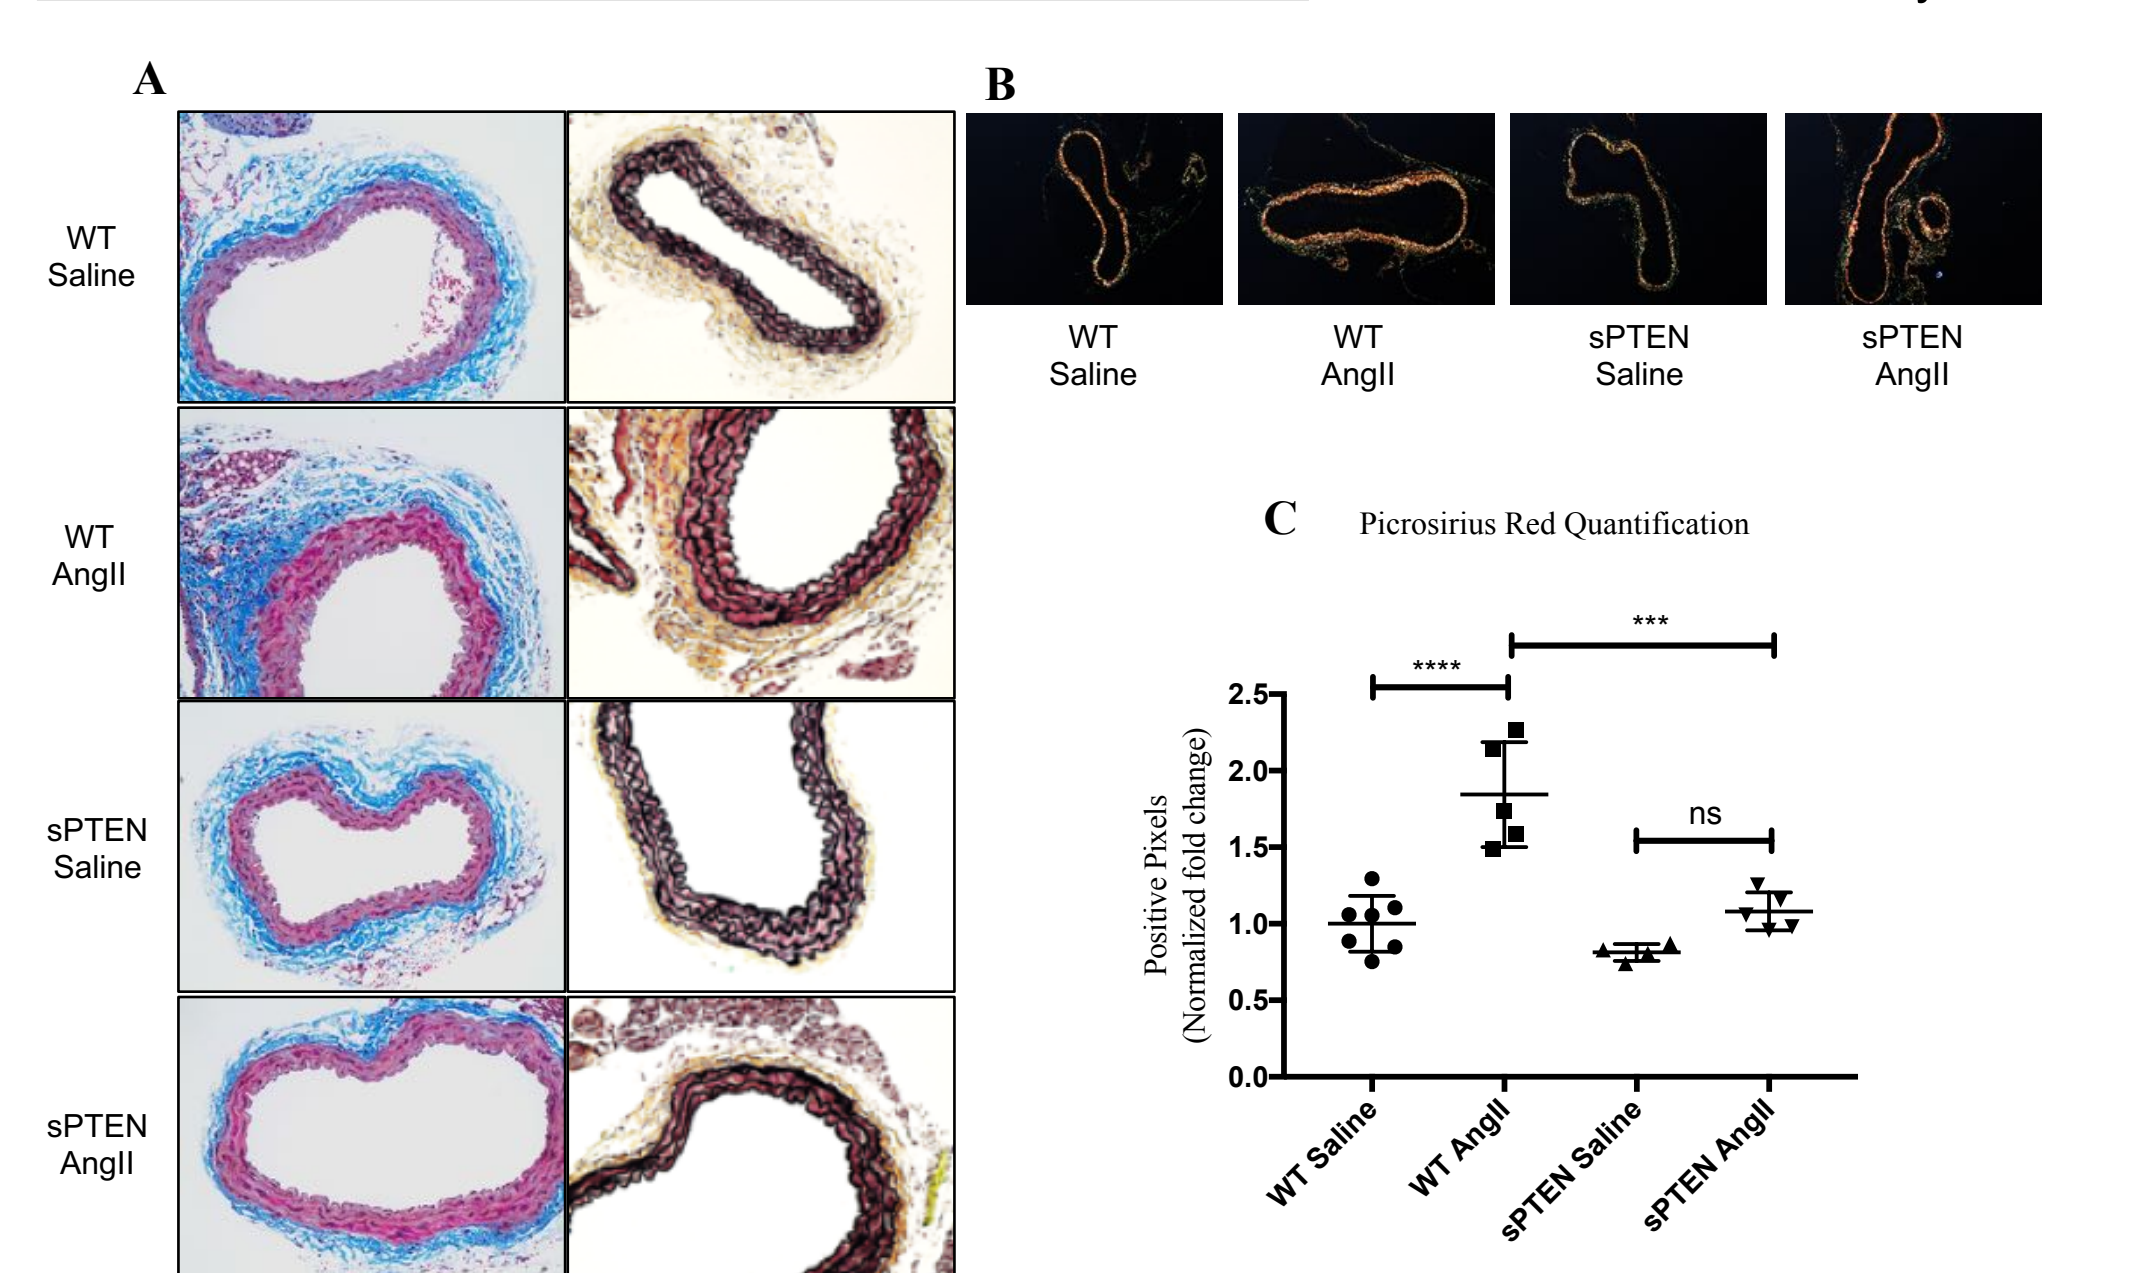 A
WT
Saline
WT
AngII
sPTEN
Saline
sPTEN
AngII
B
WT
Saline
WT
AngII
sPTEN
Saline
sPTEN
AngII
C
Picrosirius Red Quantification
***
****
ns
Positive Pixels
(Normalized fold change)
2.5
2.0
1.5
1.0
0.5
0.0
WT Saline
WT AngII
sPTEN Saline
sPTEN AngII